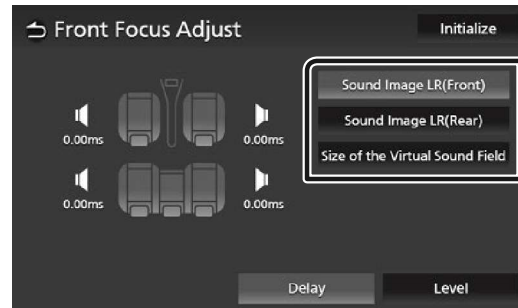 Front Focus Adjust
Initialize
Sound Image LR(Front)
Sound Image LR(Rear)
Size of the Virtual Sound Field
0.00ms
0.00ms
0.00ms
0.00ms
Delay
Level